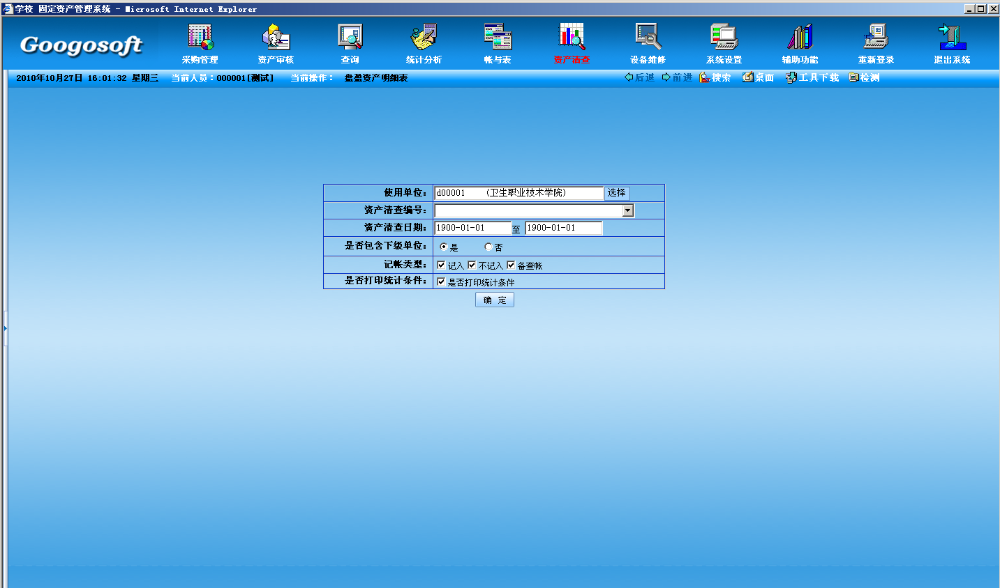 学校 固定资产管理系统 - Microsoft Internet Explorer
Googosoft
采购管理 资产审核 查询 统计分析 帐与表 资产清查 设备维修 系统设置 辅助功能 重新登录 退出系统
2010年10月27日 16:01:32 星期三 当前人员：000001[测试] 当前操作： 盘盈资产明细表 后退 前进 搜索 桌面 工具下载 检测
使用单位： d00001 （卫生职业技术学院） 选择
资产清查编号：
资产清查日期： 1900-01-01 至 1900-01-01
是否包含下级单位： 是 否
记帐类型： 记入 不记入 备查帐
是否打印统计条件： 是否打印统计条件
确 定